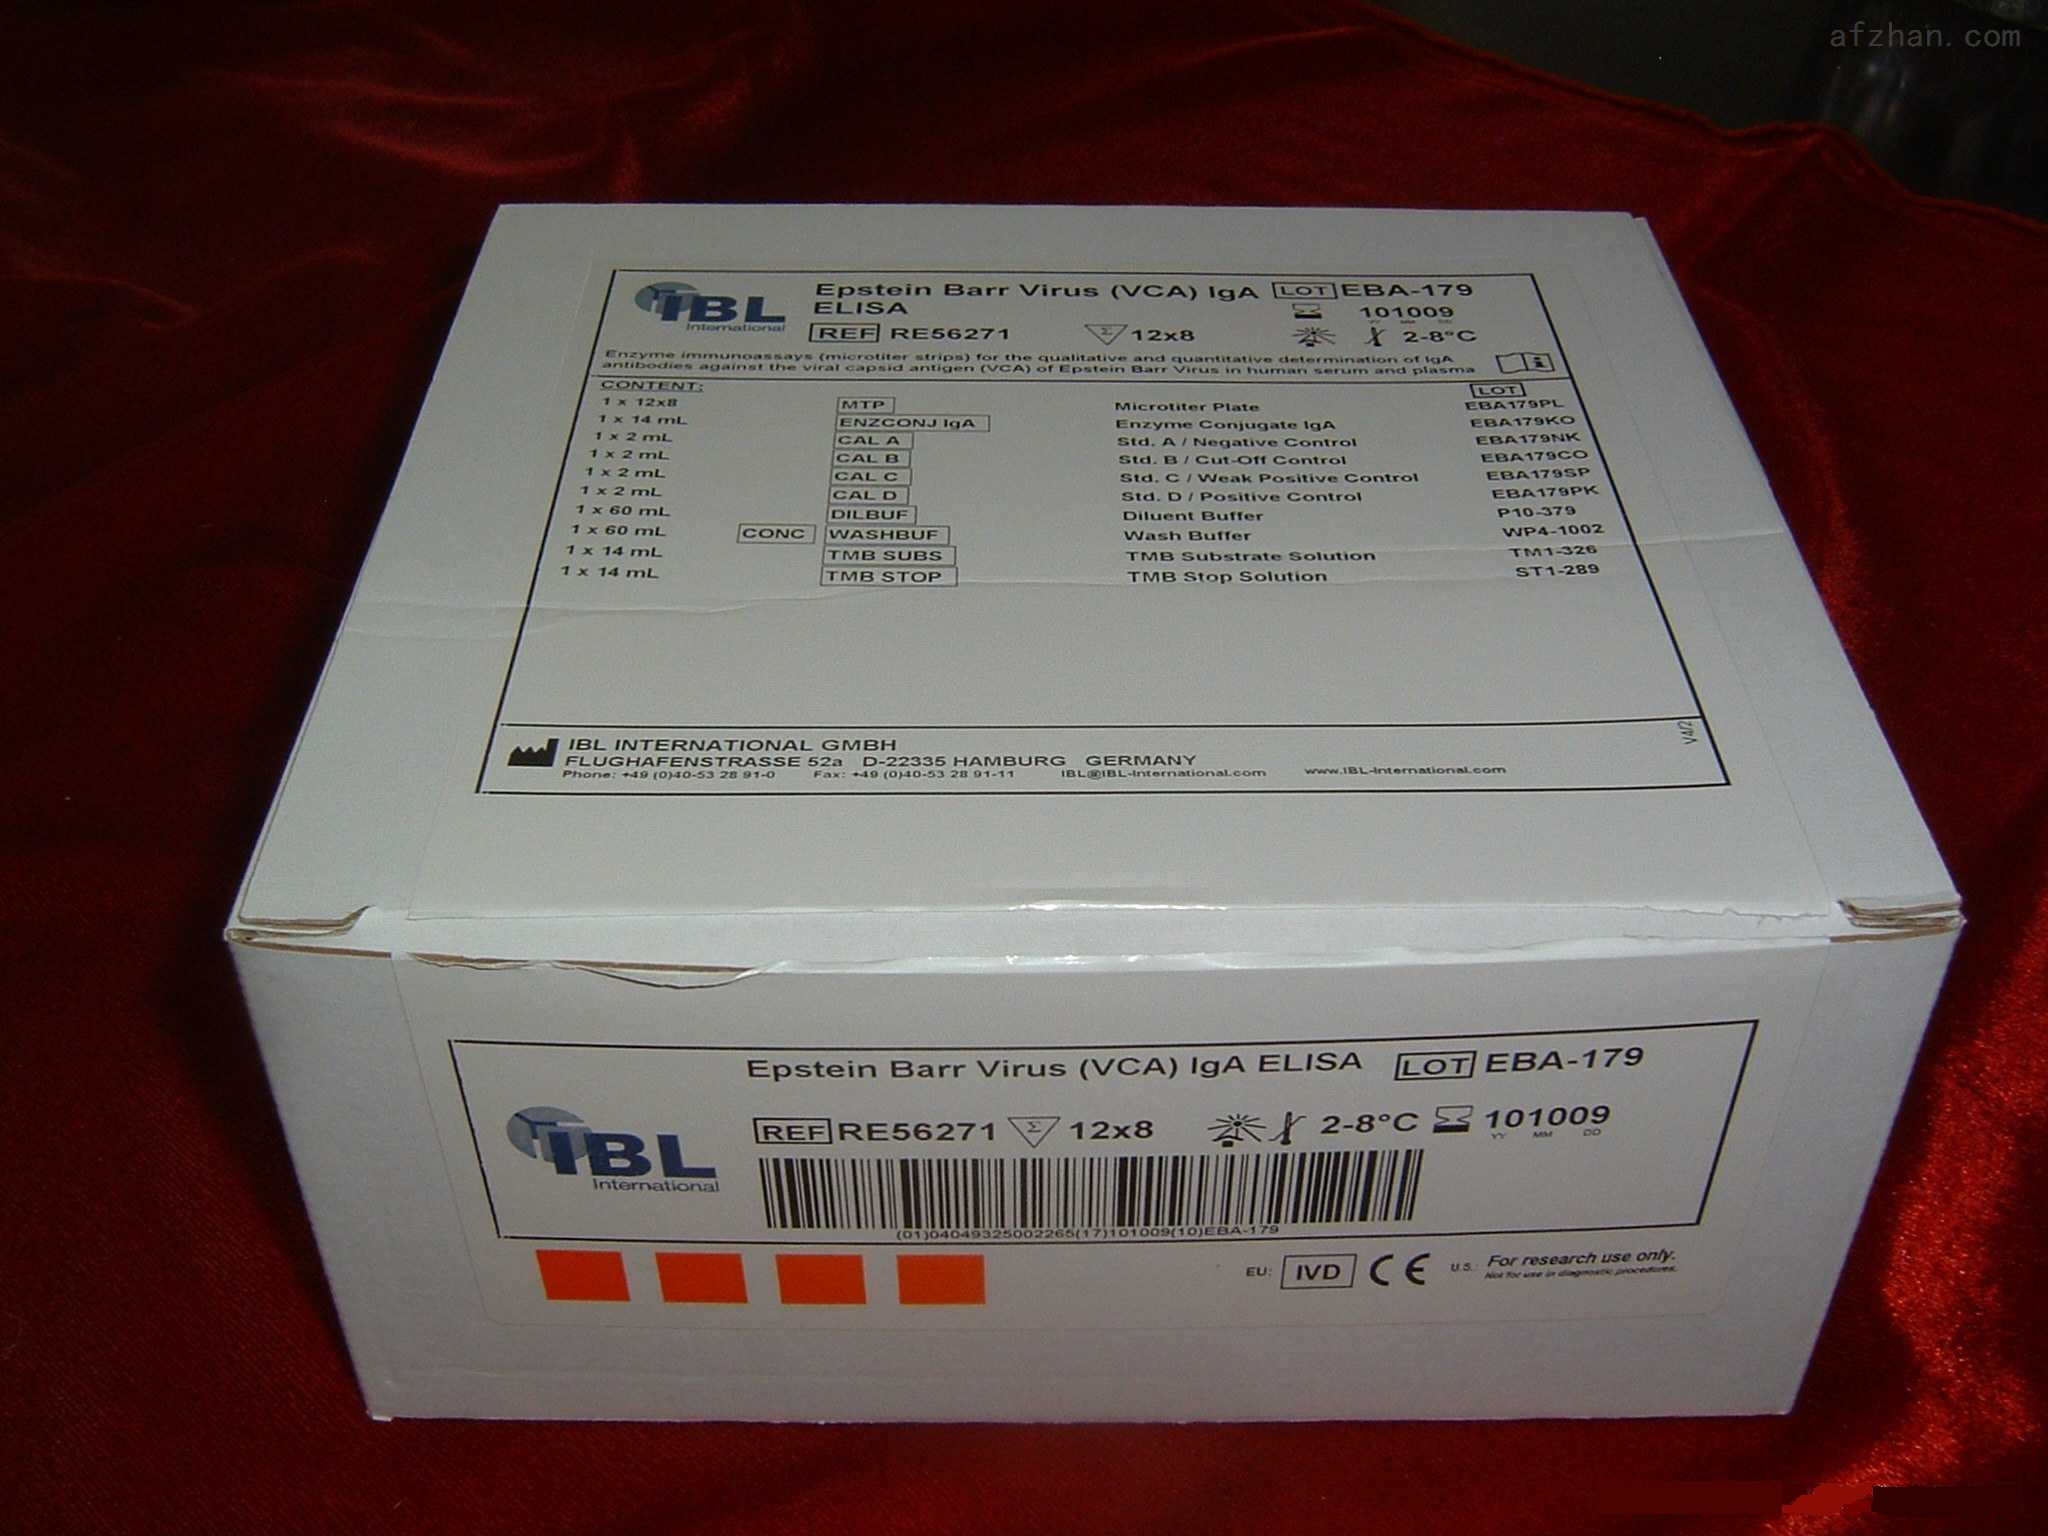 afzhan.com
IBL
International
Epstein Barr Virus (VCA) IgA LOT EBA-179
ELISA 101009
YY MM DD
REF RE56271 Σ 12x8 2-8°C
Enzyme immunoassays (microtiter strips) for the qualitative and quantitative determination of IgA
antibodies against the viral capsid antigen (VCA) of Epstein Barr Virus in human serum and plasma
i
CONTENT: LOT
1 x 12x8 MTP Microtiter Plate EBA179PL
1 x 14 mL ENZCONJ IgA Enzyme Conjugate IgA EBA179KO
1 x 2 mL CAL A Std. A / Negative Control EBA179NK
1 x 2 mL CAL B Std. B / Cut-Off Control EBA179CO
1 x 2 mL CAL C Std. C / Weak Positive Control EBA179SP
1 x 2 mL CAL D Std. D / Positive Control EBA179PK
1 x 60 mL DILBUF Diluent Buffer P10-379
1 x 60 mL CONC WASHBUF Wash Buffer WP4-1002
1 x 14 mL TMB SUBS TMB Substrate Solution TM1-326
1 x 14 mL TMB STOP TMB Stop Solution ST1-289
V4/2
IBL INTERNATIONAL GMBH
FLUGHAFENSTRASSE 52a D-22335 HAMBURG GERMANY
Phone: +49 (0)40-53 28 91-0 Fax: +49 (0)40-53 28 91-11 IBL@IBL-International.com www.IBL-International.com
Epstein Barr Virus (VCA) IgA ELISA LOT EBA-179
IBL
International
REF RE56271 Σ 12x8 2-8°C 101009
YY MM DD
(01)04049325002265(17)101009(10)EBA-179
EU: IVD CE U.S.: For research use only.
Not for use in diagnostic procedures.